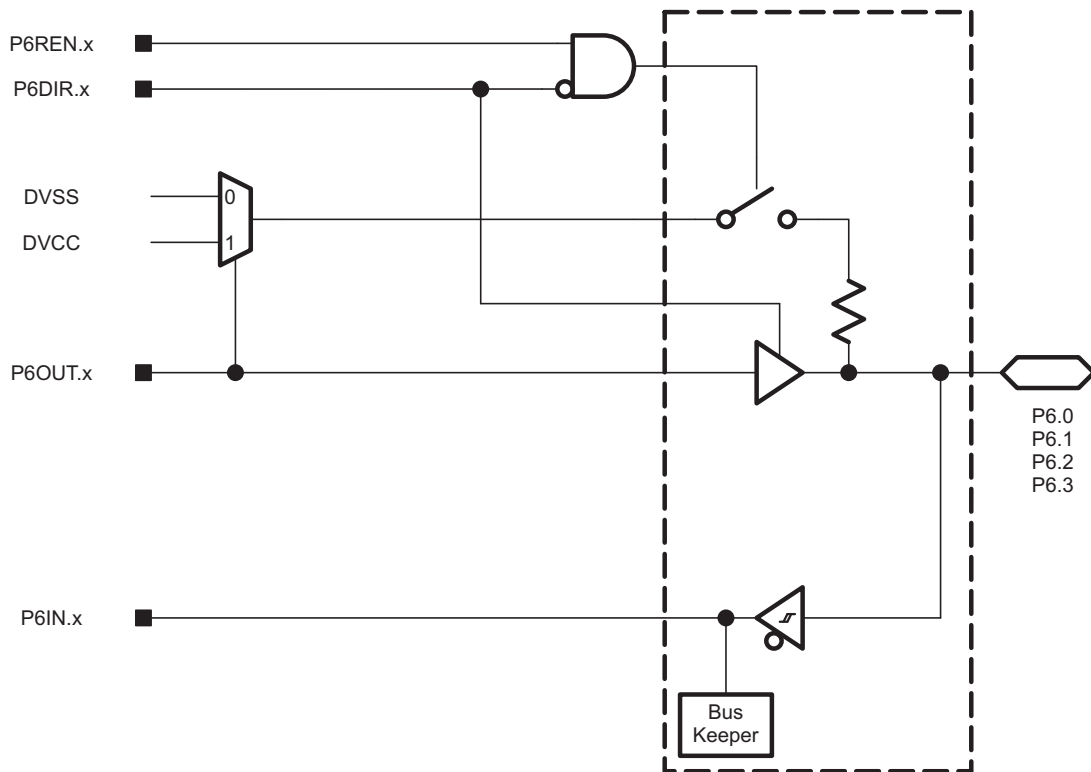 P6REN.x
P6DIR.x
DVSS
0
DVCC
1
P6OUT.x
P6.0
P6.1
P6.2
P6.3
P6IN.x
Bus
Keeper